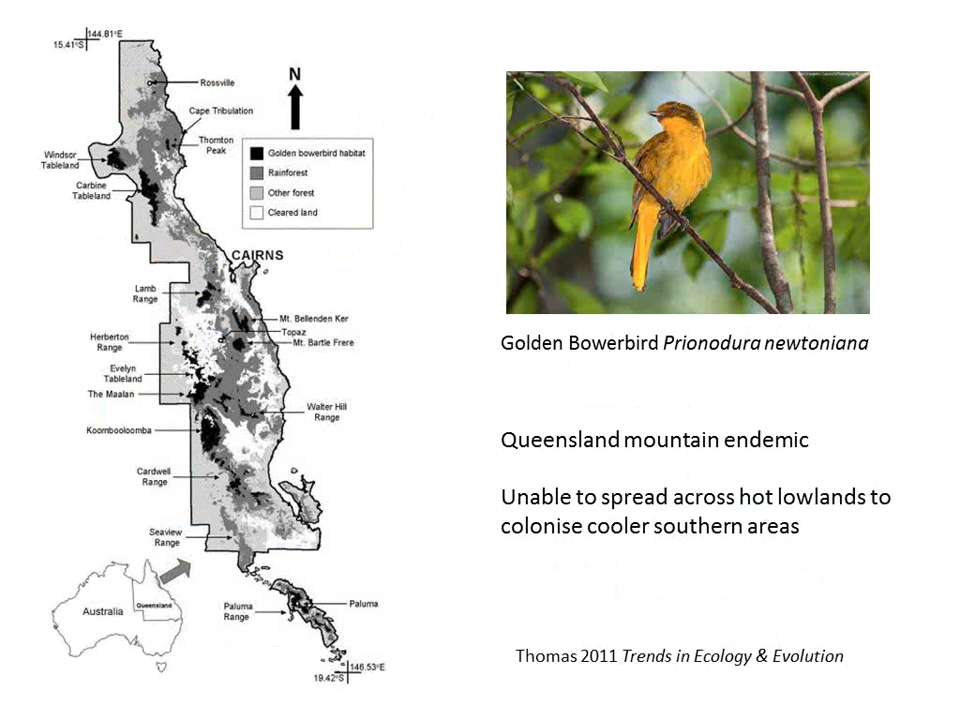 144.81°E
15.41°S
Rossville
N
Cape Tribulation
Thornton
Peak
Windsor
Tableland
Carbine
Tableland
Golden bowerbird habitat
Rainforest
Other forest
Cleared land
CAIRNS
Lamb
Range
Mt. Bellenden Ker
Topaz
Mt. Bartle Frere
Herberton
Range
Evelyn
Tableland
The Maalan
Walter Hill
Range
Koombooloomba
Cardwell
Range
Seaview
Range
Australia
Queensland
Paluma
Range
Paluma
146.53°E
19.42°S
Golden Bowerbird Prionodura newtoniana
Queensland mountain endemic
Unable to spread across hot lowlands to
colonise cooler southern areas
Thomas 2011 Trends in Ecology & Evolution